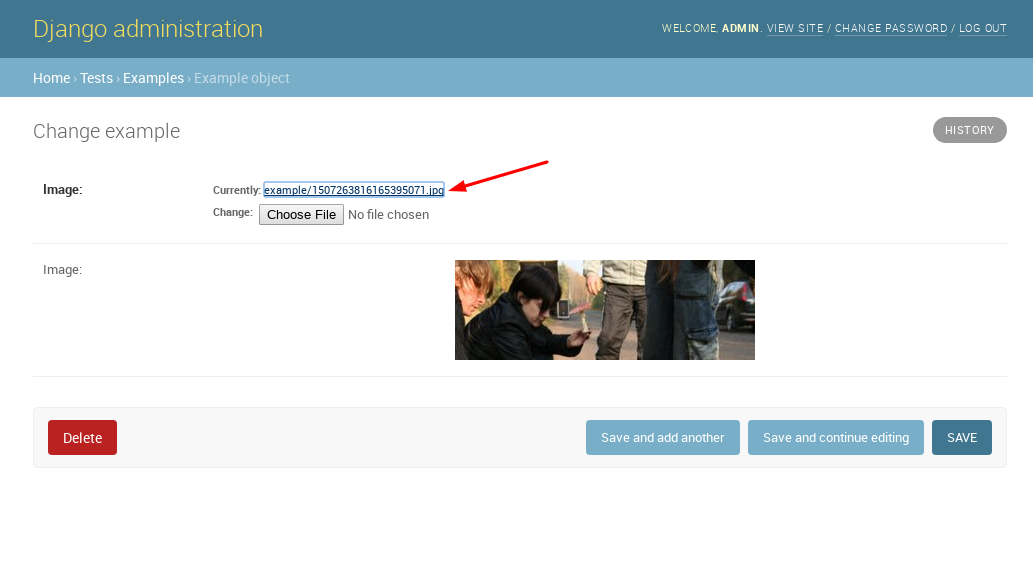 Django administration
WELCOME, ADMIN. VIEW SITE / CHANGE PASSWORD / LOG OUT
Home › Tests › Examples › Example object
Change example
HISTORY
Image:
Currently: example/1507263816165395071.jpg
Change: Choose File No file chosen
Image:
Delete
Save and add another
Save and continue editing
SAVE